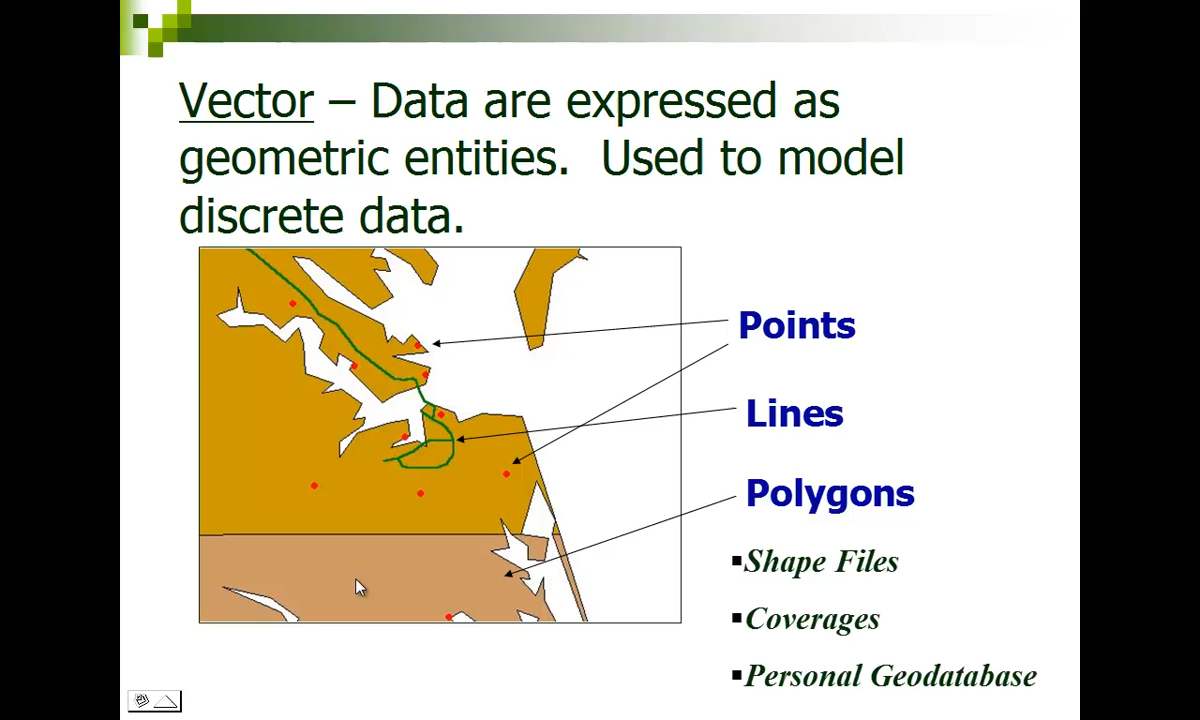 Vector – Data are expressed as
geometric entities.  Used to model
discrete data.
Points
Lines
Polygons
▪Shape Files
▪Coverages
▪Personal Geodatabase